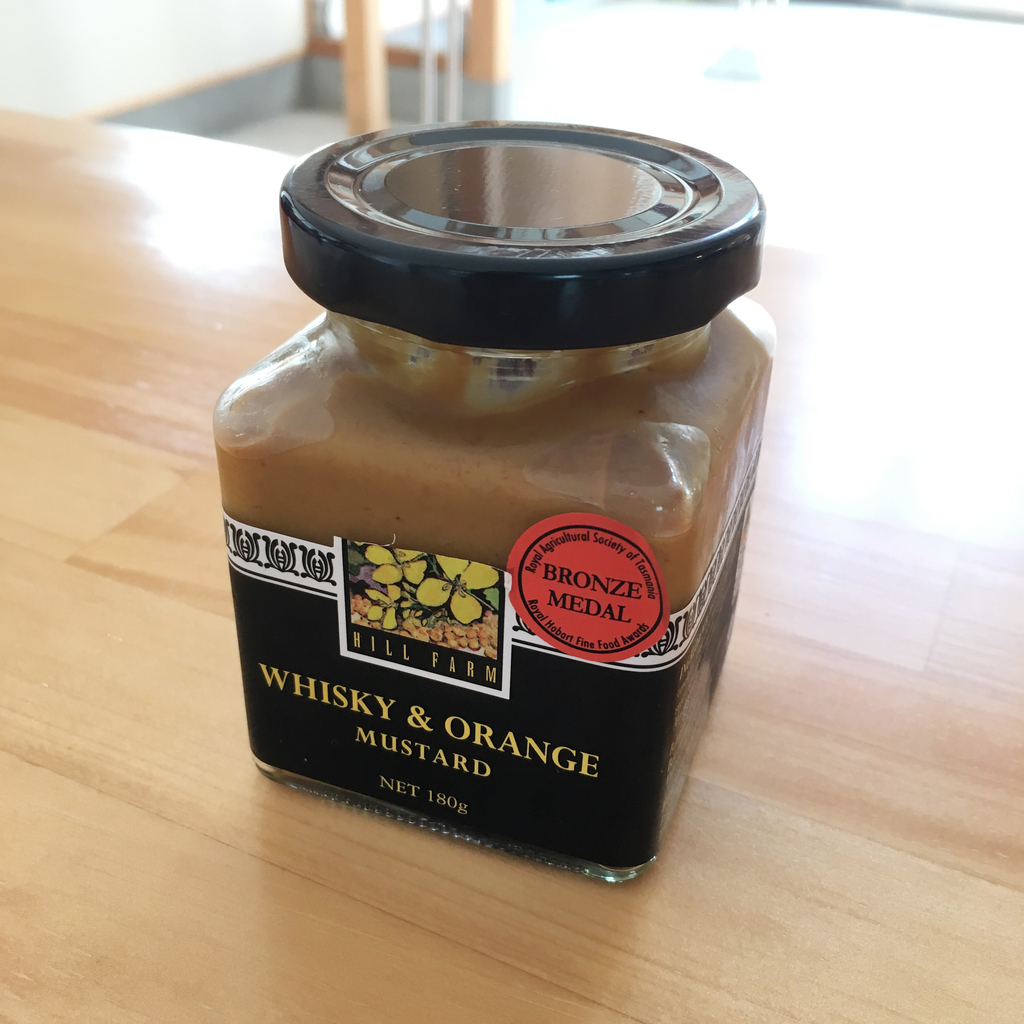 Royal Agricultural Society of Tasmania
BRONZE
MEDAL
Royal Hobart Fine Food Awards
HILL FARM
WHISKY & ORANGE
MUSTARD
NET 180g